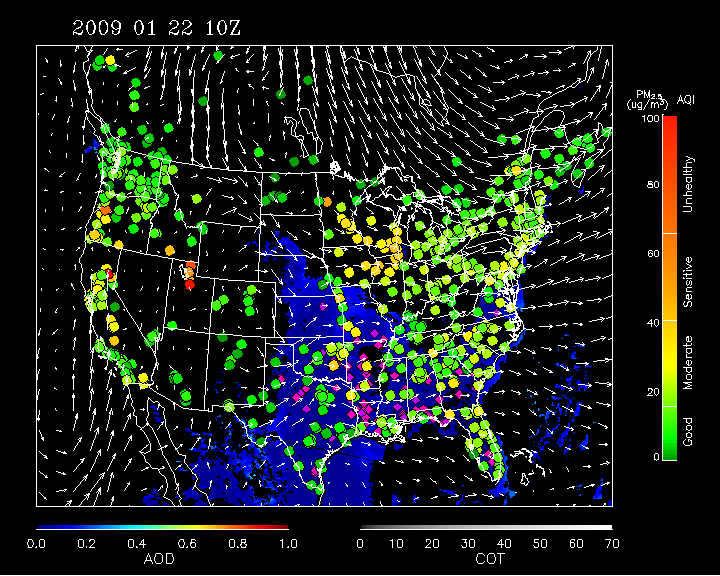 2009 01 22 10Z
PM2.5 AQI
(ug/m3)
100
80
60
40
20
0
Unhealthy
Sensitive
Moderate
Good
0.0 0.2 0.4 0.6 0.8 1.0
AOD
0 10 20 30 40 50 60 70
COT